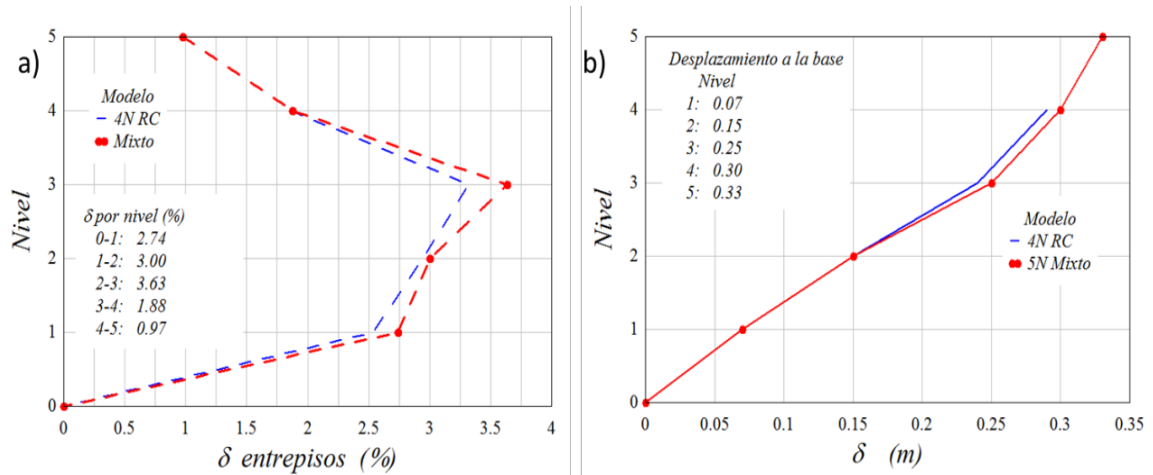 a)
5
4
3
2
1
0
Nivel
Modelo
4N RC
Mixto
δ por nivel (%)
0-1: 2.74
1-2: 3.00
2-3: 3.63
3-4: 1.88
4-5: 0.97
0 0.5 1 1.5 2 2.5 3 3.5 4
δ entrepisos (%)
b)
5
4
3
2
1
0
Nivel
Desplazamiento a la base
Nivel
1: 0.07
2: 0.15
3: 0.25
4: 0.30
5: 0.33
Modelo
4N RC
5N Mixto
0 0.05 0.1 0.15 0.2 0.25 0.3 0.35
δ (m)